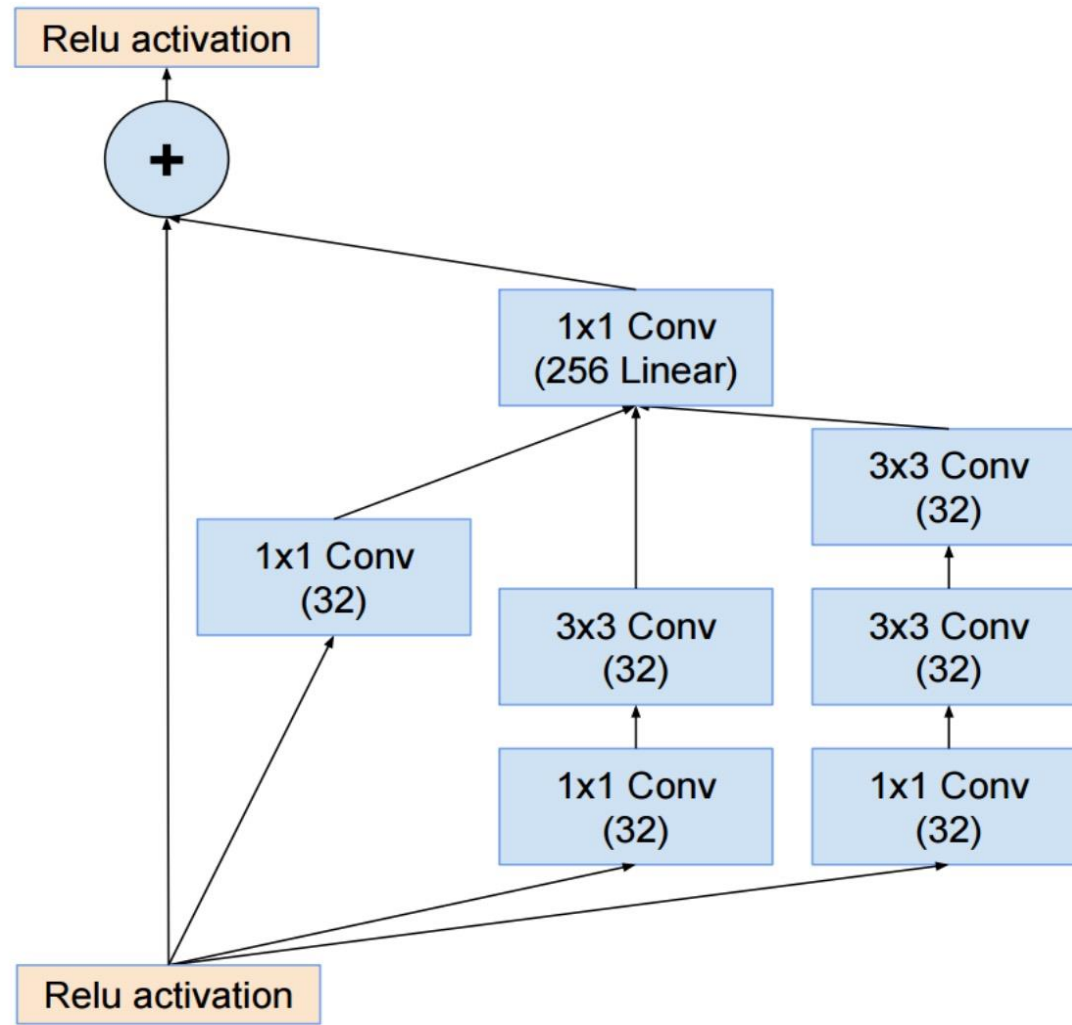 Relu activation
+
1x1 Conv
(256 Linear)
3x3 Conv
(32)
1x1 Conv
(32)
3x3 Conv
(32)
3x3 Conv
(32)
1x1 Conv
(32)
1x1 Conv
(32)
Relu activation